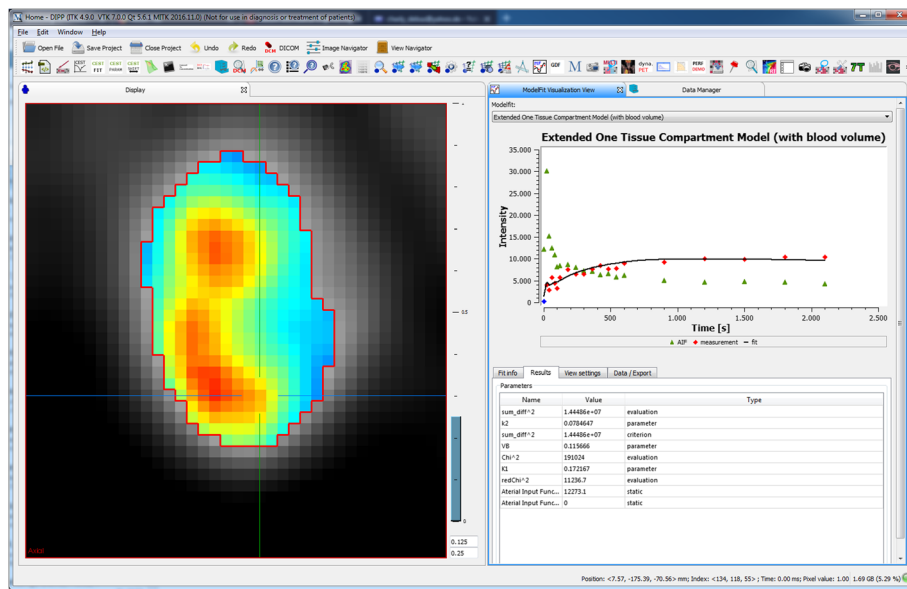 Home - DIPP (ITK 4.9.0 VTK 7.0.0 Qt 5.6.1 MITK 2016.11.0) (Not for use in diagnosis or treatment of patients)
File Edit Window Help
Open File Save Project Close Project Undo Redo DICOM Image Navigator View Navigator
Display
ModelFit Visualization View
Data Manager
Modelfit:
Extended One Tissue Compartment Model (with blood volume)
Extended One Tissue Compartment Model (with blood volume)
35.000
30.000
25.000
20.000
15.000
10.000
5.000
0
Intensity
0 500 1.000 1.500 2.000 2.500
Time [s]
AIF measurement fit
Fit info Results View settings Data / Export
Parameters
Name Value Type
sum_diff^2 1.44486e+07 evaluation
k2 0.0784647 parameter
sum_diff^2 1.44486e+07 criterion
VB 0.115666 parameter
Chi^2 191024 evaluation
K1 0.172167 parameter
redChi^2 11236.7 evaluation
Aterial Input Func... 12273.1 static
Aterial Input Func... 0 static
0.5
0
0.125
0.25
Axial
Position: <7.57, -175.39, -70.56> mm; Index: <134, 118, 55> ; Time: 0.00 ms; Pixel value: 1.00 1.69 GB (5.29 %)